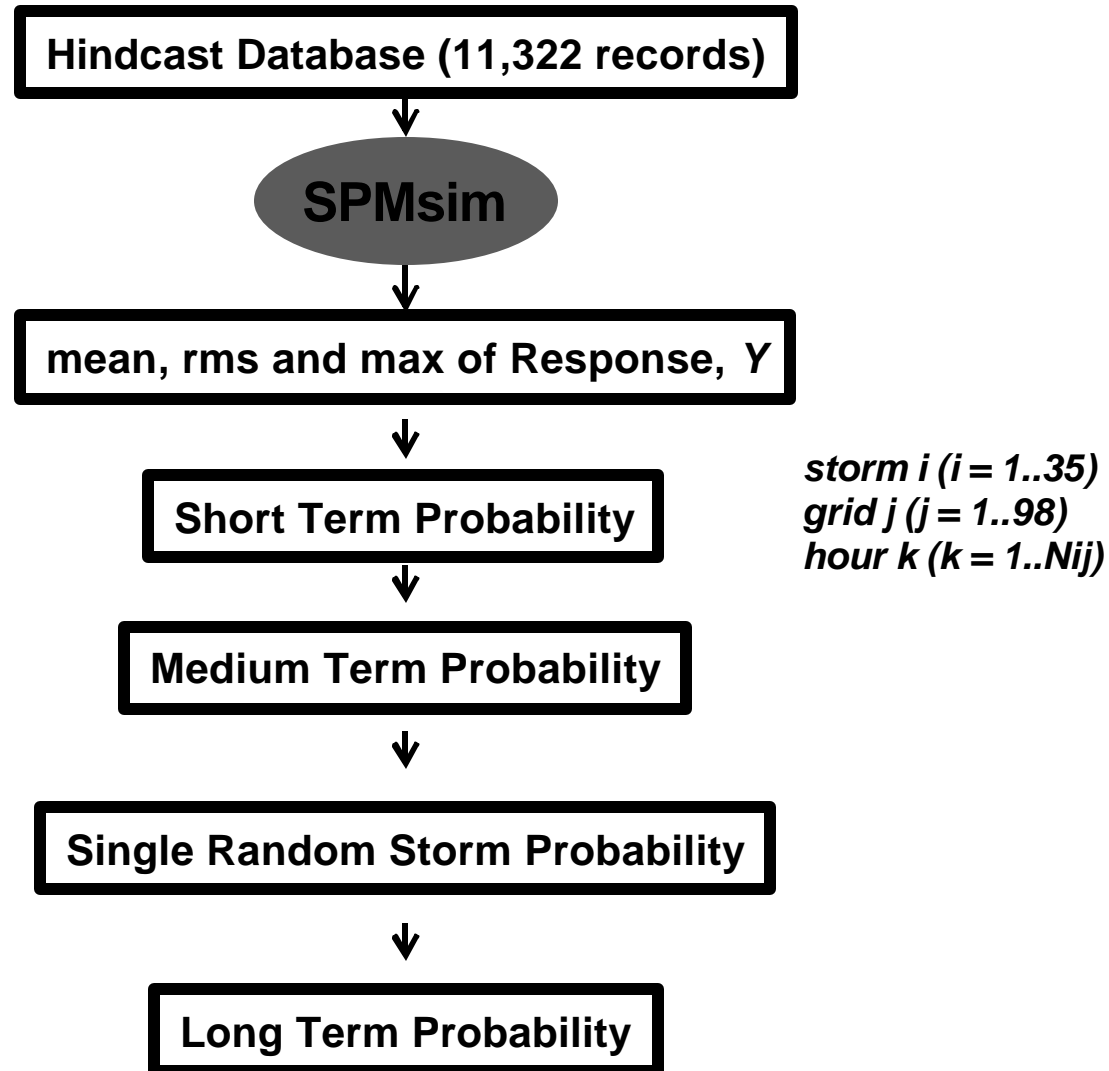 Hindcast Database (11,322 records)
SPMsim
mean, rms and max of Response, Y
storm i (i = 1..35)
grid j (j = 1..98)
hour k (k = 1..Nij)
Short Term Probability
Medium Term Probability
Single Random Storm Probability
Long Term Probability